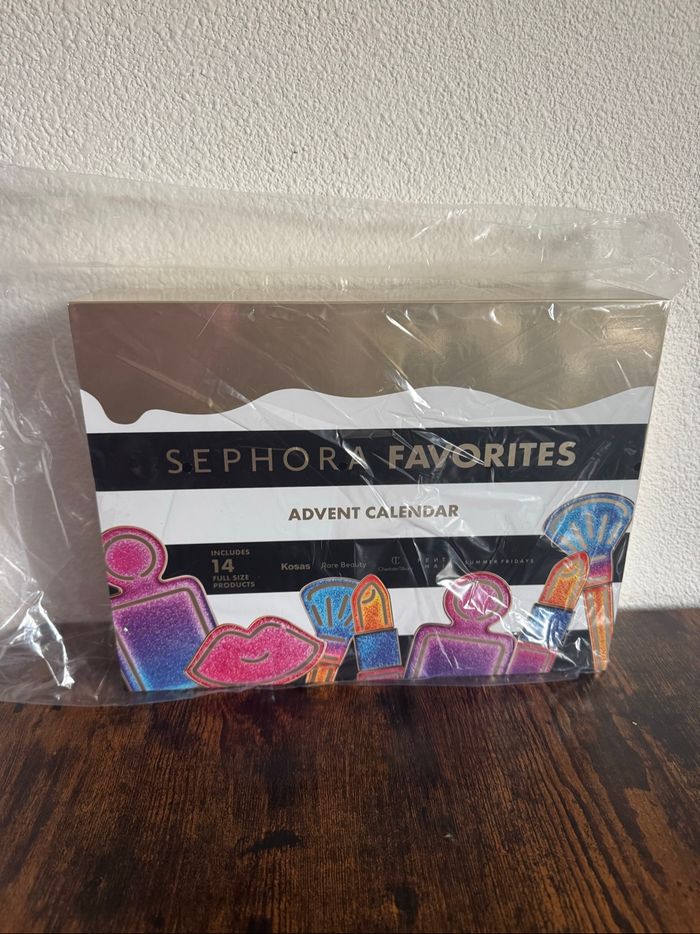 SEPHORA FAVORITES
ADVENT CALENDAR
INCLUDES
14
FULL SIZE
PRODUCTS
Kosas Rare Beauty SUMMER FRIDAYS